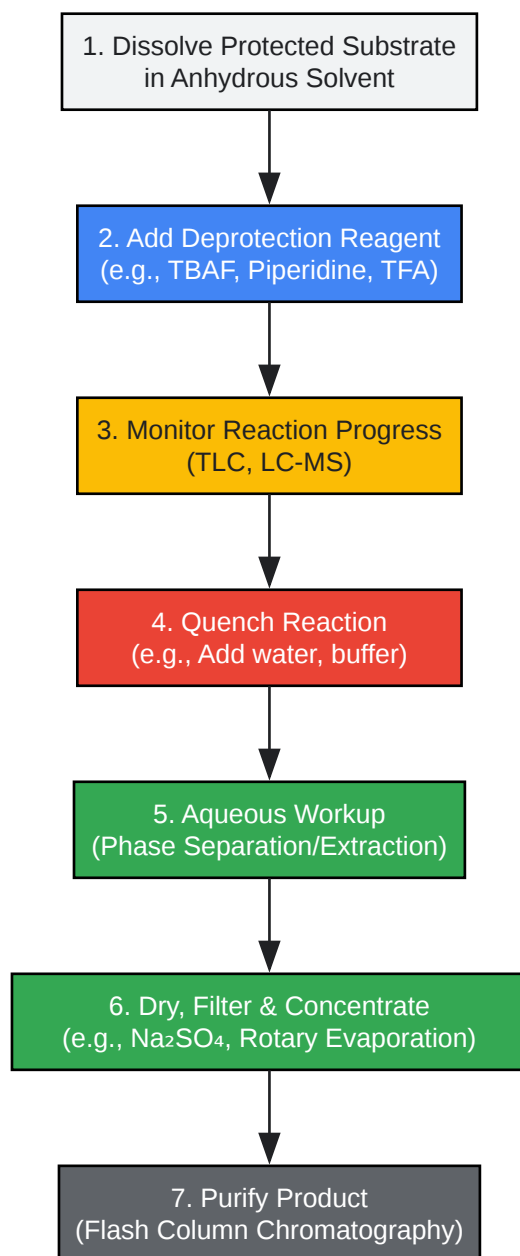 1. Dissolve Protected Substrate
in Anhydrous Solvent
2. Add Deprotection Reagent
(e.g., TBAF, Piperidine, TFA)
3. Monitor Reaction Progress
(TLC, LC-MS)
4. Quench Reaction
(e.g., Add water, buffer)
5. Aqueous Workup
(Phase Separation/Extraction)
6. Dry, Filter & Concentrate
(e.g., Na₂SO₄, Rotary Evaporation)
7. Purify Product
(Flash Column Chromatography)